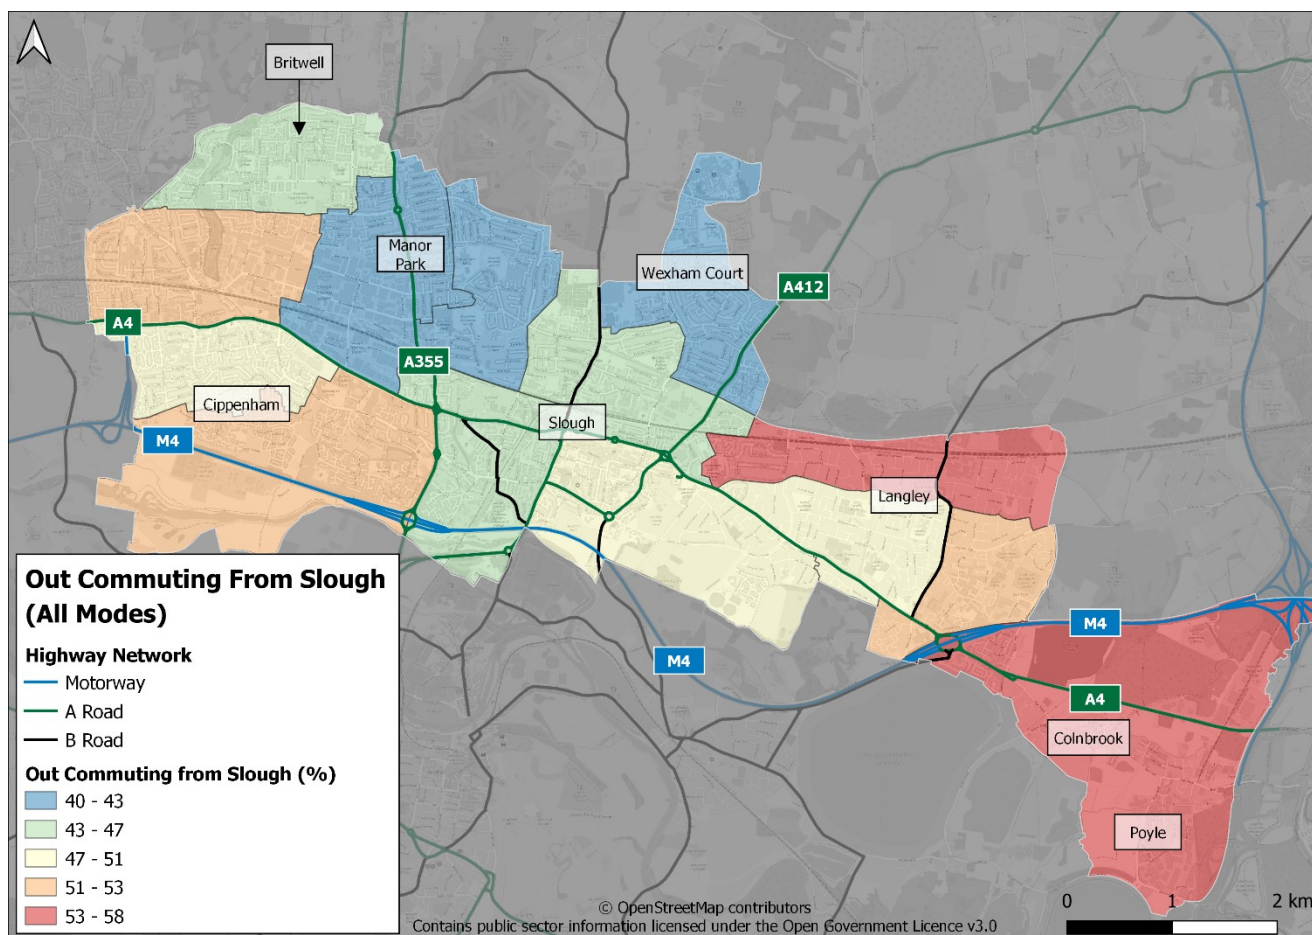 Britwell
Manor
Park
Wexham Court
A412
A4
A355
Cippenham
Slough
M4
Langley
Out Commuting From Slough
(All Modes)
Highway Network
Motorway
A Road
B Road
Out Commuting from Slough (%)
40 - 43
43 - 47
47 - 51
51 - 53
53 - 58
M4
M4
A4
Colnbrook
Poyle
© OpenStreetMap contributors
Contains public sector information licensed under the Open Government Licence v3.0
0 1 2 km